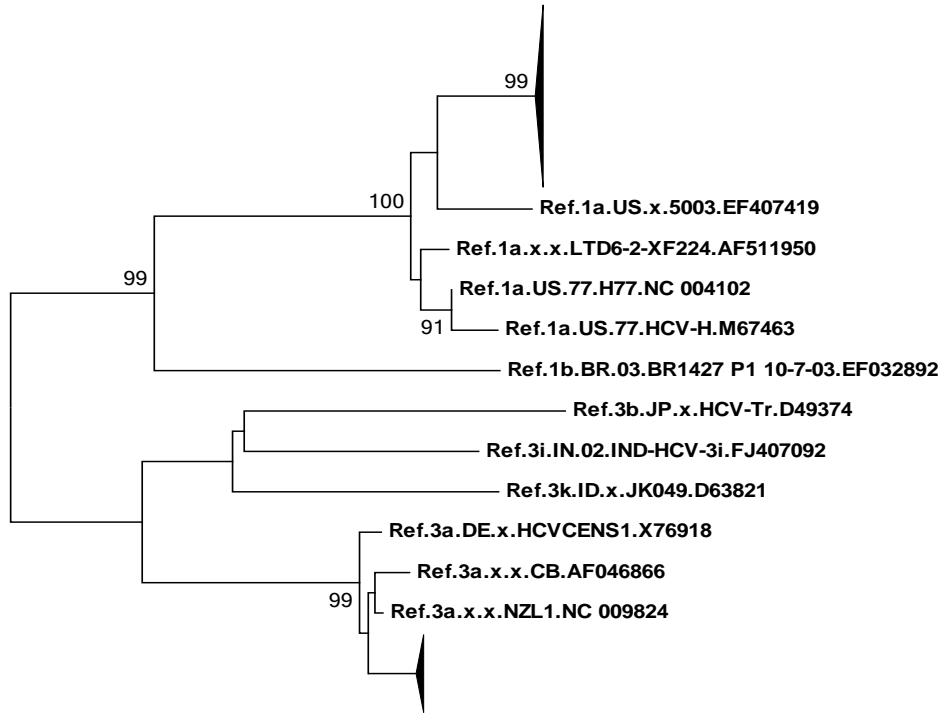 99
Ref.1a.US.x.5003.EF407419
100
Ref.1a.x.x.LTD6-2-XF224.AF511950
99
Ref.1a.US.77.H77.NC 004102
91
Ref.1a.US.77.HCV-H.M67463
Ref.1b.BR.03.BR1427 P1 10-7-03.EF032892
Ref.3b.JP.x.HCV-Tr.D49374
Ref.3i.IN.02.IND-HCV-3i.FJ407092
Ref.3k.ID.x.JK049.D63821
Ref.3a.DE.x.HCVCENS1.X76918
Ref.3a.x.x.CB.AF046866
99
Ref.3a.x.x.NZL1.NC 009824